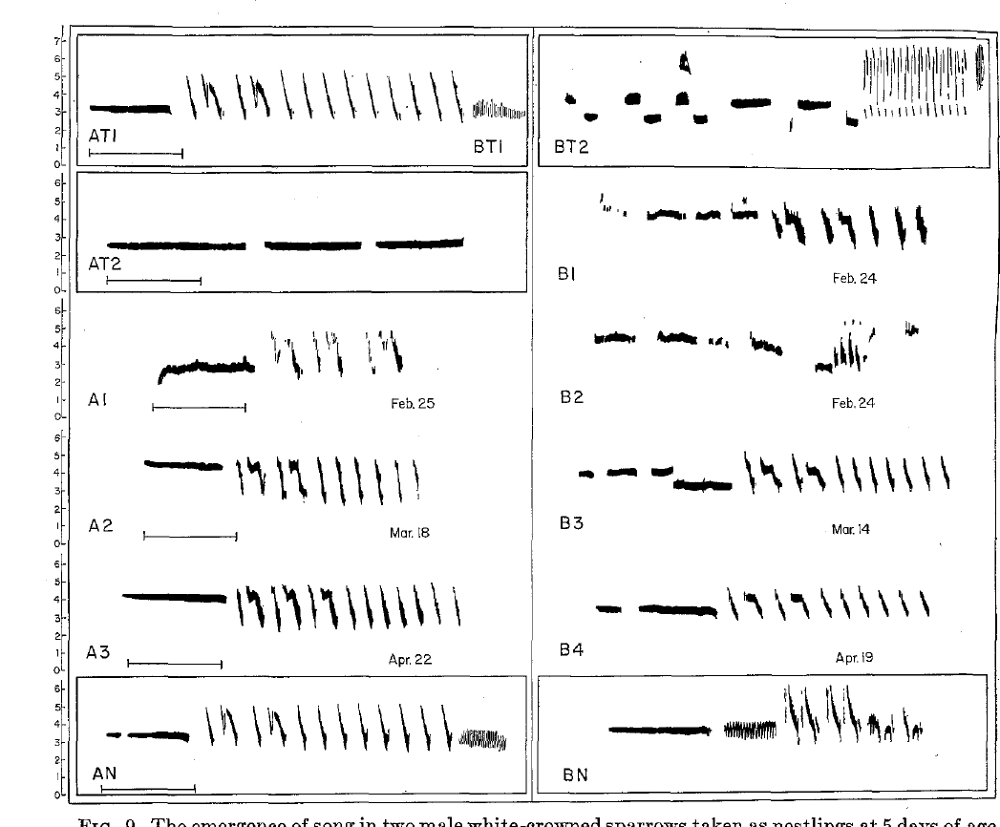 7
6
5
4
3
2
1
0
AT1
BT1
BT2
6
5
4
3
2
1
0
AT2
B1
Feb. 24
6
5
4
3
2
1
0
A1
Feb. 25
B2
Feb. 24
6
5
4
3
2
1
0
A2
Mar. 18
B3
Mar. 14
6
5
4
3
2
1
0
A3
Apr. 22
B4
Apr. 19
6
5
4
3
2
1
0
AN
BN
FIG. 9. The emergence of song in two male white-crowned sparrows taken as nestlings at 5 days of age